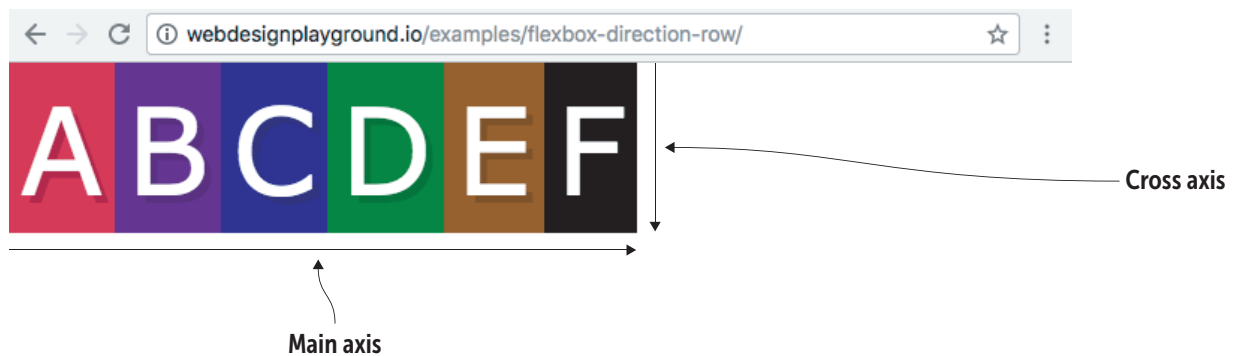 webdesignplayground.io/examples/flexbox-direction-row/
A B C D E F
Cross axis
Main axis